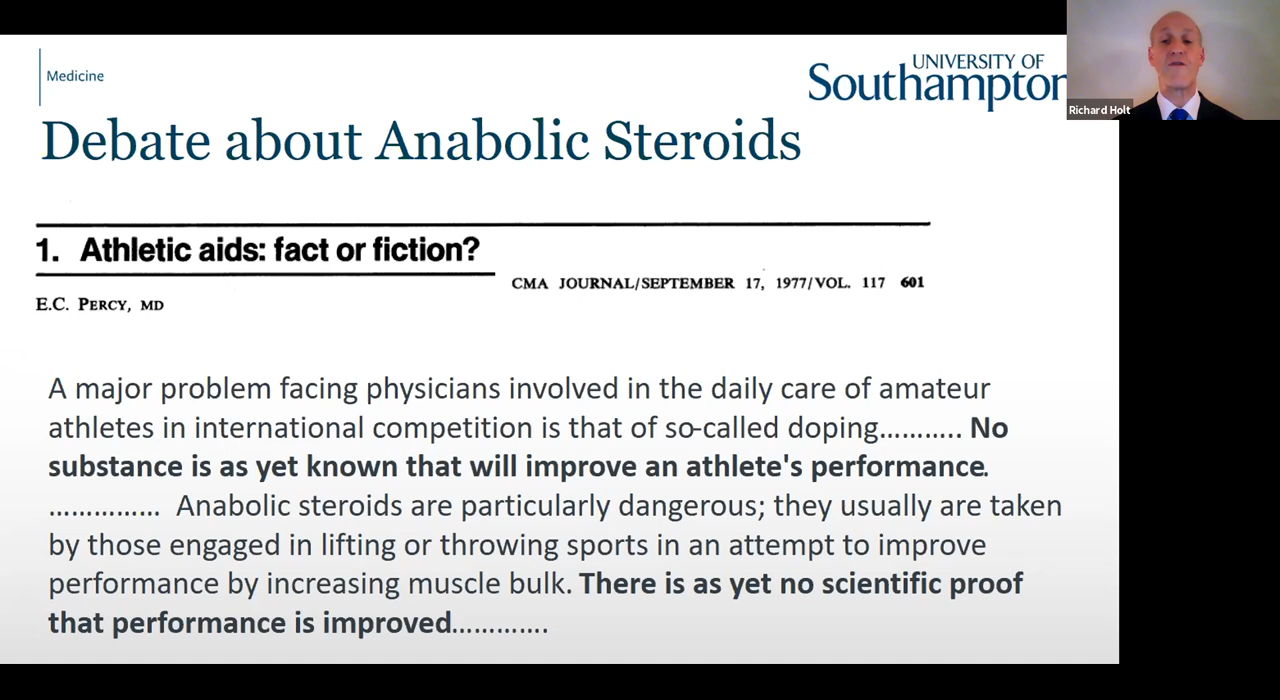 Medicine
UNIVERSITY OF
Southampton
Richard Holt
Debate about Anabolic Steroids
1. Athletic aids: fact or fiction?
CMA JOURNAL/SEPTEMBER 17, 1977/VOL. 117 601
E.C. PERCY, MD
A major problem facing physicians involved in the daily care of amateur
athletes in international competition is that of so-called doping……….. No
substance is as yet known that will improve an athlete's performance.
…………… Anabolic steroids are particularly dangerous; they usually are taken
by those engaged in lifting or throwing sports in an attempt to improve
performance by increasing muscle bulk. There is as yet no scientific proof
that performance is improved………….